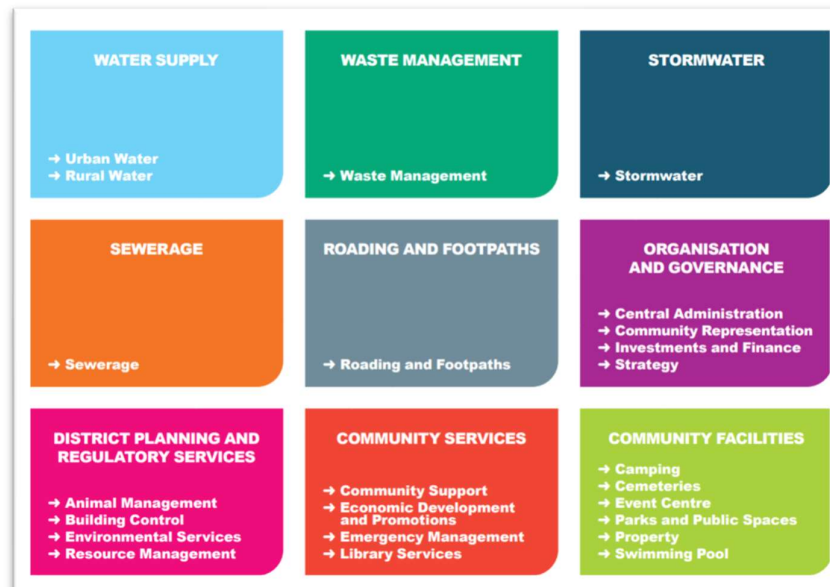 WATER SUPPLY
→ Urban Water
→ Rural Water
WASTE MANAGEMENT
→ Waste Management
STORMWATER
→ Stormwater
SEWERAGE
→ Sewerage
ROADING AND FOOTPATHS
→ Roading and Footpaths
ORGANISATION
AND GOVERNANCE
→ Central Administration
→ Community Representation
→ Investments and Finance
→ Strategy
DISTRICT PLANNING AND
REGULATORY SERVICES
→ Animal Management
→ Building Control
→ Environmental Services
→ Resource Management
COMMUNITY SERVICES
→ Community Support
→ Economic Development
and Promotions
→ Emergency Management
→ Library Services
COMMUNITY FACILITIES
→ Camping
→ Cemeteries
→ Event Centre
→ Parks and Public Spaces
→ Property
→ Swimming Pool